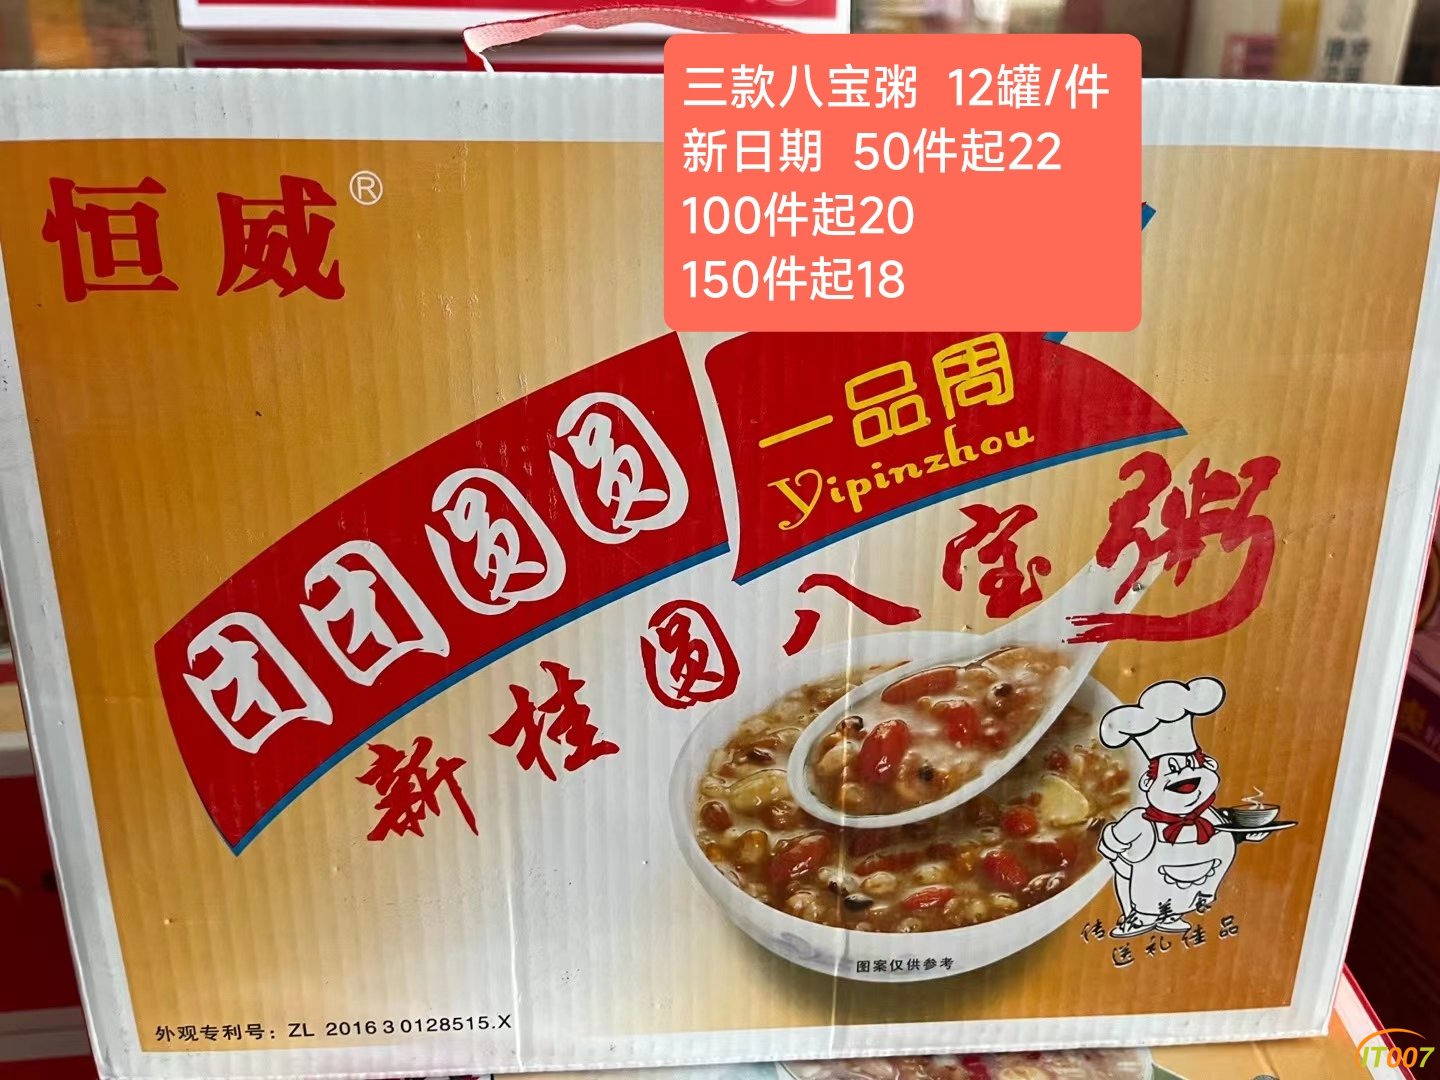 三款八宝粥 12罐/件
新日期 50件起22
100件起20
150件起18
恒威®
团团圆圆
一品周
Yipinzhou
新桂圆八宝粥
传统美食
送礼佳品
图案仅供参考
外观专利号：ZL 2016 3 0128515.X
IT007